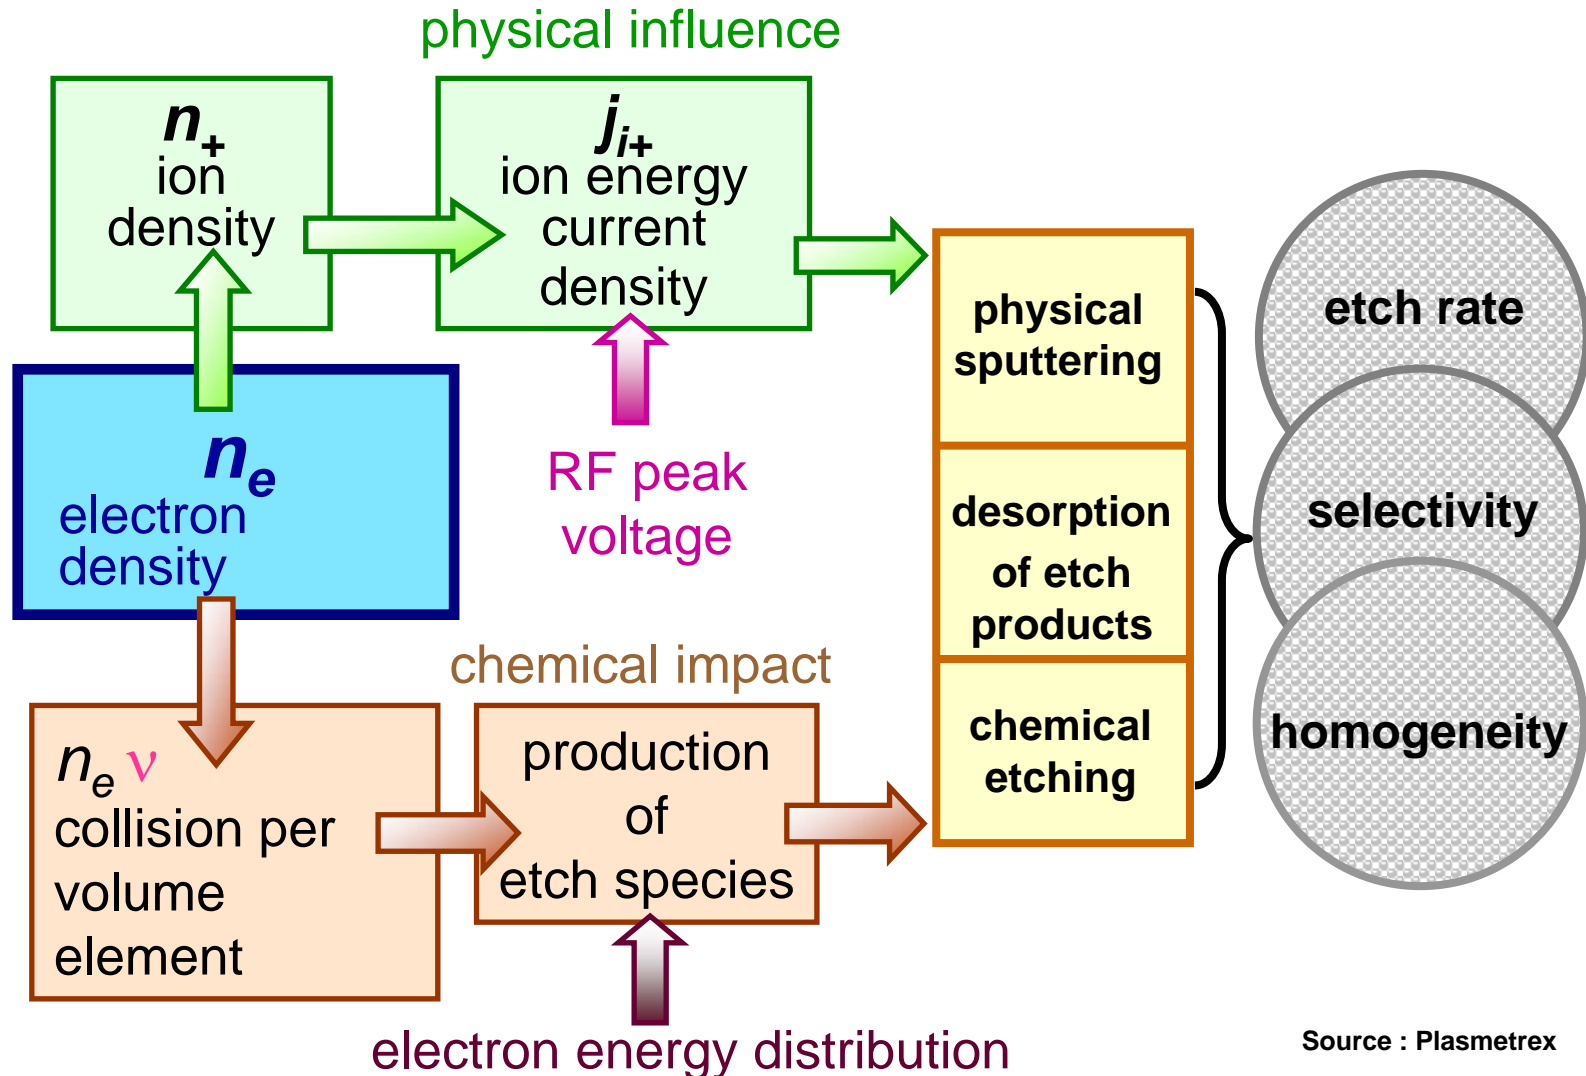 physical influence
n+
ion
density
ji+
ion energy
current
density
RF peak
voltage
ne
electron
density
chemical impact
ne ν
collision per
volume
element
production
of
etch species
electron energy distribution
physical
sputtering
desorption
of etch
products
chemical
etching
etch rate
selectivity
homogeneity
Source : Plasmetrex